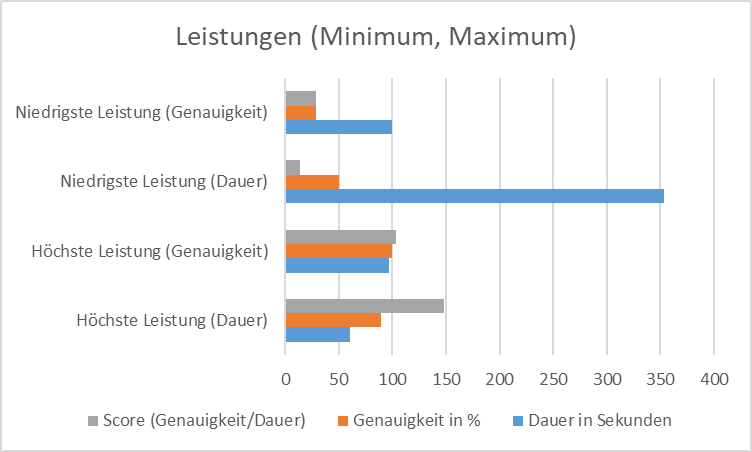 Leistungen (Minimum, Maximum)
Niedrigste Leistung (Genauigkeit)
Niedrigste Leistung (Dauer)
Höchste Leistung (Genauigkeit)
Höchste Leistung (Dauer)
0 50 100 150 200 250 300 350 400
Score (Genauigkeit/Dauer) Genauigkeit in % Dauer in Sekunden